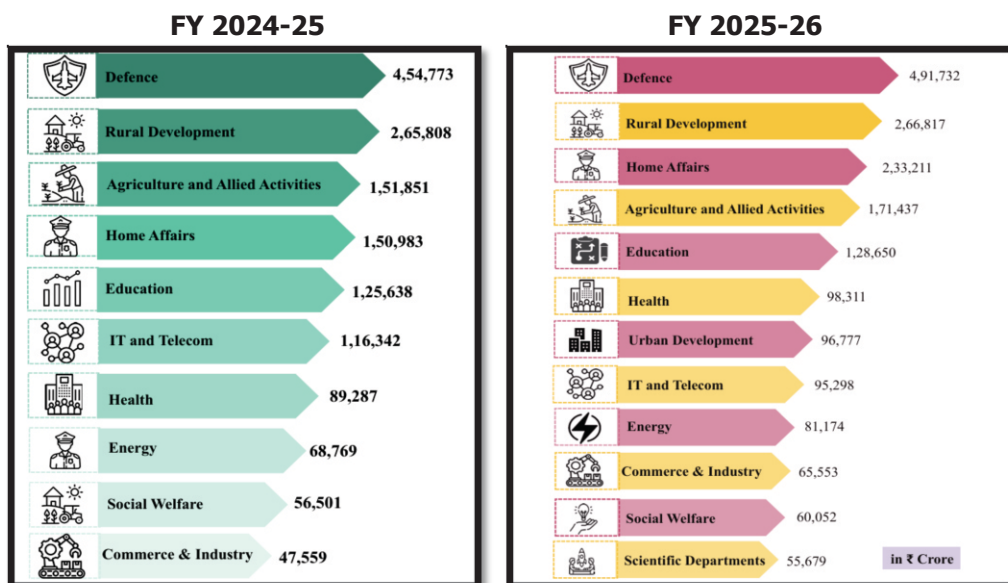 FY 2024-25
Defence 4,54,773
Rural Development 2,65,808
Agriculture and Allied Activities 1,51,851
Home Affairs 1,50,983
Education 1,25,638
IT and Telecom 1,16,342
Health 89,287
Energy 68,769
Social Welfare 56,501
Commerce & Industry 47,559
FY 2025-26
Defence 4,91,732
Rural Development 2,66,817
Home Affairs 2,33,211
Agriculture and Allied Activities 1,71,437
Education 1,28,650
Health 98,311
Urban Development 96,777
IT and Telecom 95,298
Energy 81,174
Commerce & Industry 65,553
Social Welfare 60,052
Scientific Departments 55,679
in ₹ Crore